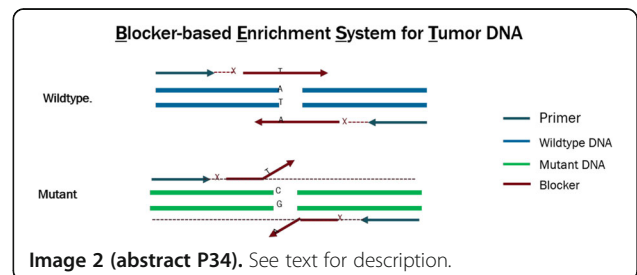 Blocker-based Enrichment System for Tumor DNA
X T
Wildtype.
A
T
A X
Primer
Wildtype DNA
Mutant DNA
Blocker
X T
Mutant
C
G
X
Image 2 (abstract P34). See text for description.